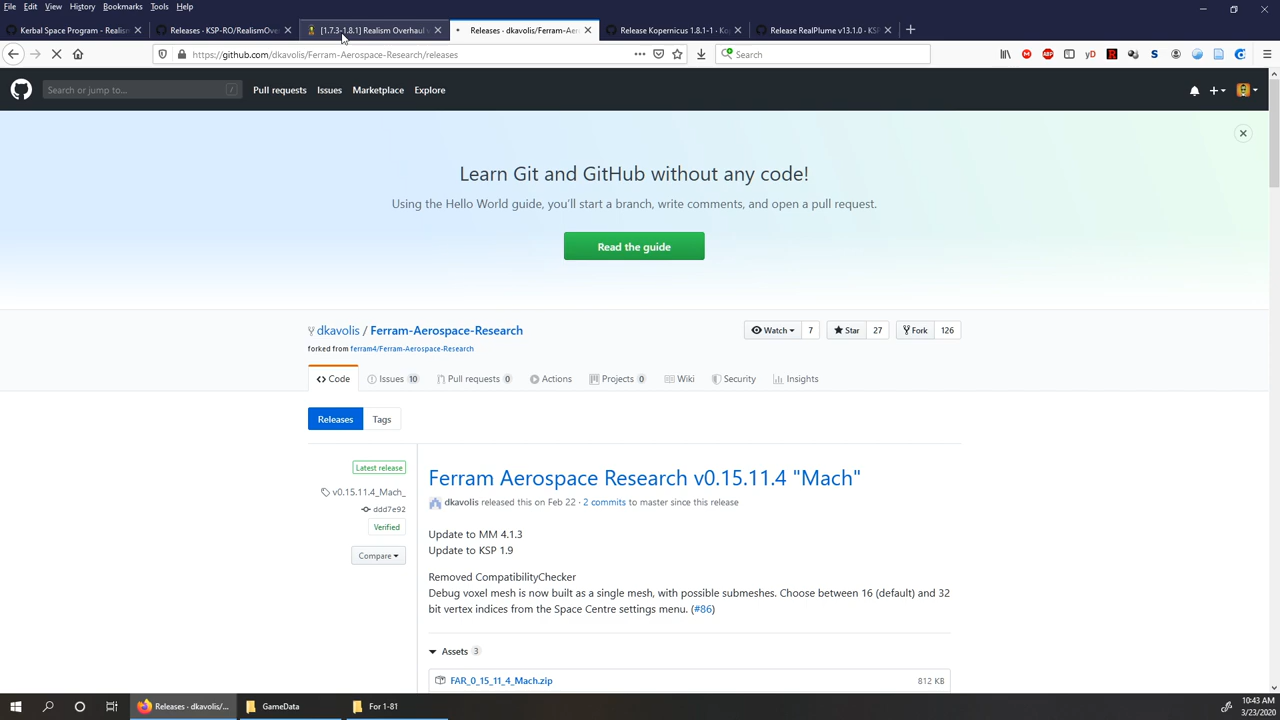 File Edit View History Bookmarks Tools Help
Kerbal Space Program - Realism
Releases · KSP-RO/RealismOver
[1.7.3-1.8.1] Realism Overhaul v
Releases · dkavolis/Ferram-Aero
Release Kopernicus 1.8.1-1 · Ko
Release RealPlume v13.1.0 · KSP
https://github.com/dkavolis/Ferram-Aerospace-Research/releases
Search
Search or jump to...
/
Pull requests Issues Marketplace Explore
Learn Git and GitHub without any code!
Using the Hello World guide, you'll start a branch, write comments, and open a pull request.
Read the guide
dkavolis / Ferram-Aerospace-Research
Watch 7 Star 27 Fork 126
forked from ferram4/Ferram-Aerospace-Research
Code Issues 10 Pull requests 0 Actions Projects 0 Wiki Security Insights
Releases Tags
Latest release
v0.15.11.4_Mach_
ddd7e92
Verified
Compare
Ferram Aerospace Research v0.15.11.4 "Mach"
dkavolis released this on Feb 22 · 2 commits to master since this release
Update to MM 4.1.3
Update to KSP 1.9
Removed CompatibilityChecker
Debug voxel mesh is now built as a single mesh, with possible submeshes. Choose between 16 (default) and 32
bit vertex indices from the Space Centre settings menu. (#86)
Assets 3
FAR_0_15_11_4_Mach.zip 812 KB
Releases · dkavolis/...
GameData
For 1-81
10:43 AM
3/23/2020